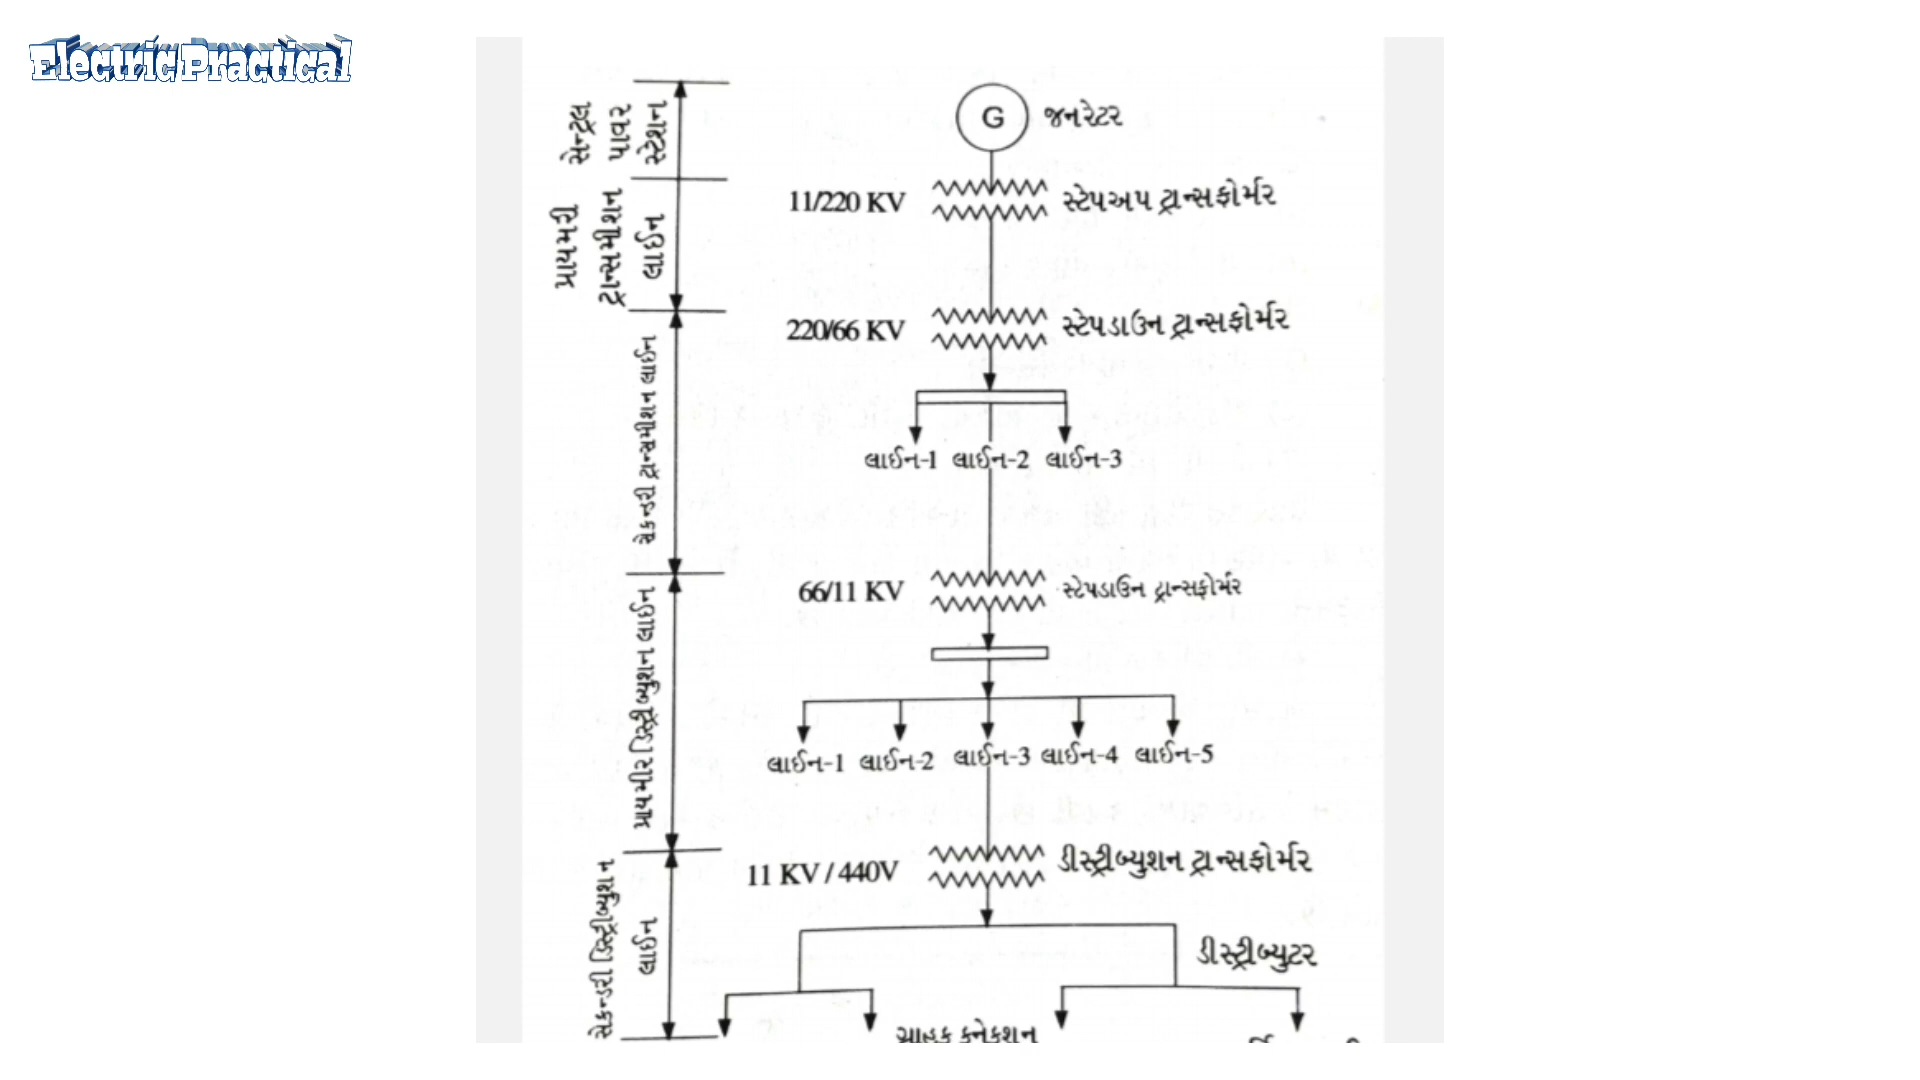 Electric Practical
સેન્ટ્રલ
પાવર
સ્ટેશન
G
જનરેટર
પ્રાયમરી
ટ્રાન્સમીશન
લાઈન
11/220 KV
સ્ટેપઅપ ટ્રાન્સફોર્મર
220/66 KV
સ્ટેપડાઉન ટ્રાન્સફોર્મર
સેકન્ડરી ટ્રાન્સમીશન લાઈન
લાઈન-1 લાઈન-2 લાઈન-3
66/11 KV
સ્ટેપડાઉન ટ્રાન્સફોર્મર
પ્રાયમીર ડિસ્ટ્રીબ્યુશન લાઈન
લાઈન-1 લાઈન-2 લાઈન-3 લાઈન-4 લાઈન-5
11 KV / 440V
ડીસ્ટ્રીબ્યુશન ટ્રાન્સફોર્મર
સેકન્ડરી ડિસ્ટ્રીબ્યુશન
લાઈન
ડીસ્ટ્રીબ્યુટર
ગ્રાહક કનેકશન